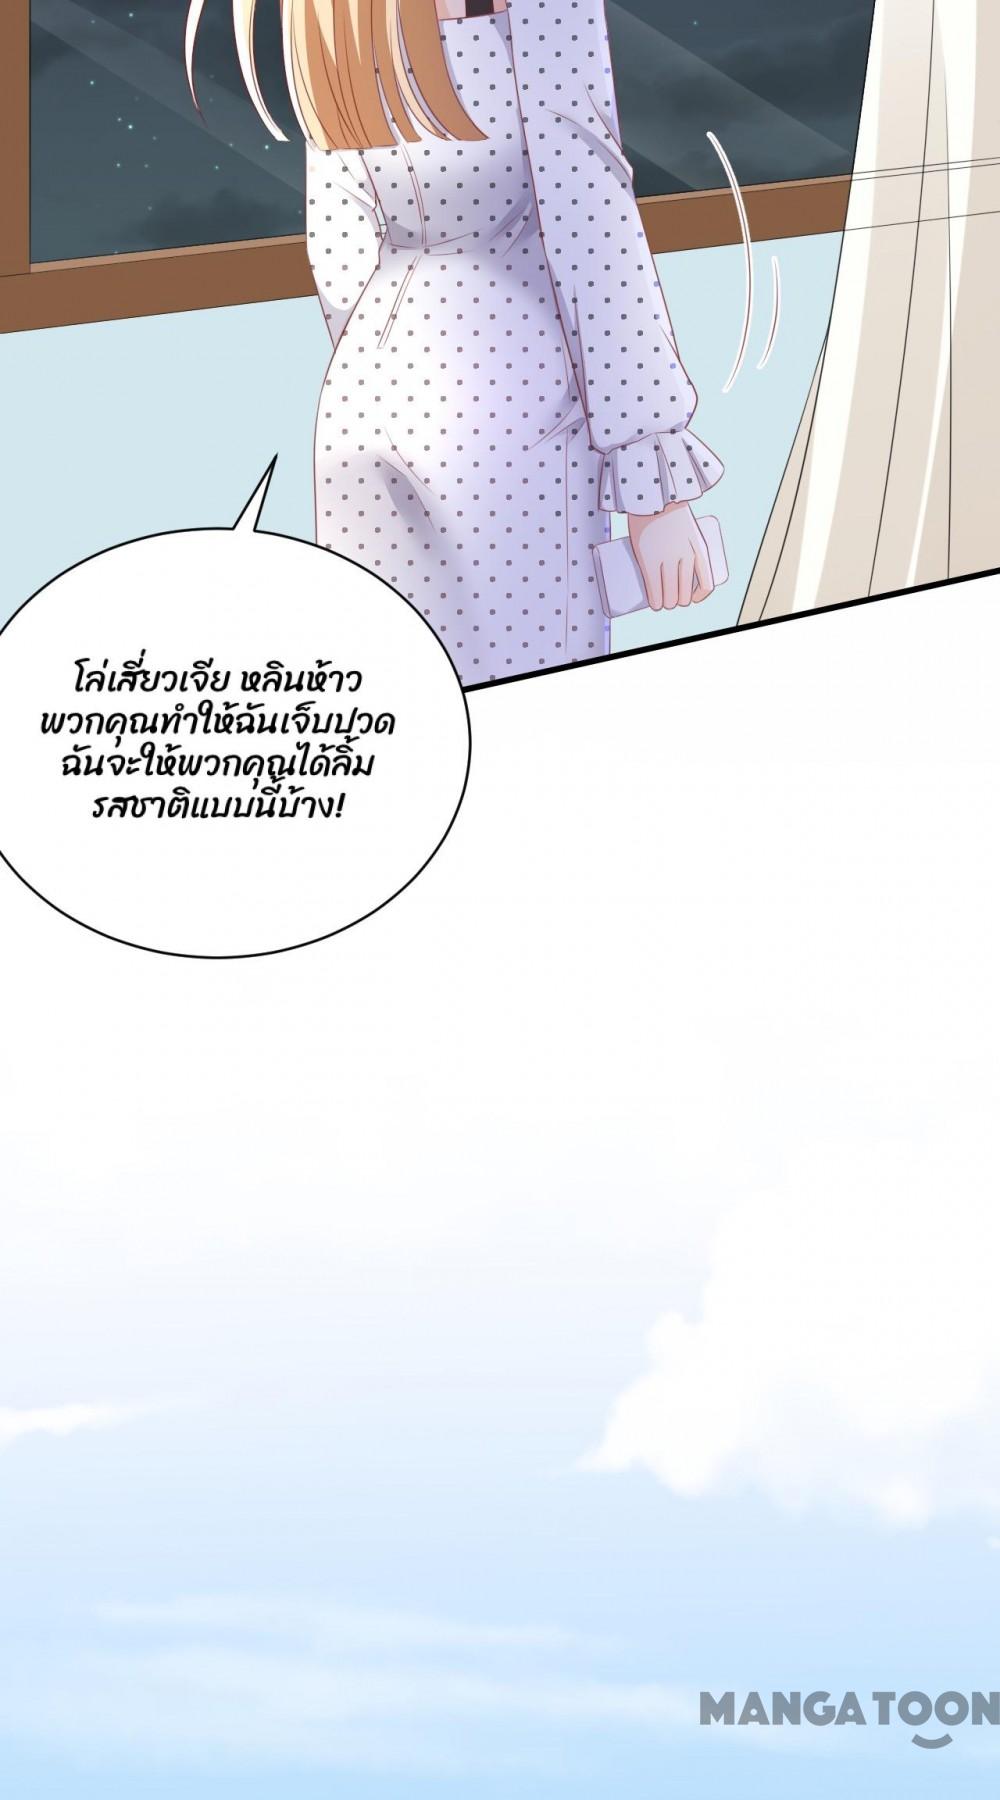 โล่เสี่ยวเจีย หลินห้าว
พวกคุณทำให้ฉันเจ็บปวด
ฉันจะให้พวกคุณได้ลิ้ม
รสชาติแบบนี้บ้าง!
MANGATOON